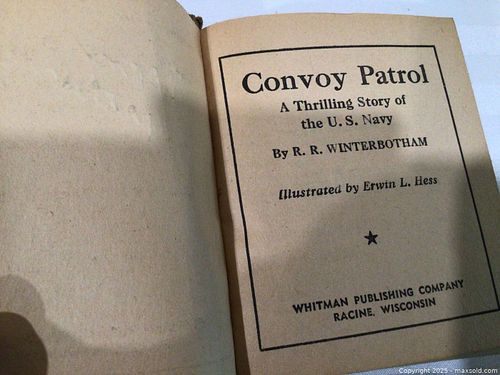 Convoy Patrol
A Thrilling Story of
the U. S. Navy
By R. R. WINTERBOTHAM
Illustrated by Erwin L. Hess
WHITMAN PUBLISHING COMPANY
RACINE, WISCONSIN
Copyright 2025 - maxsold.com